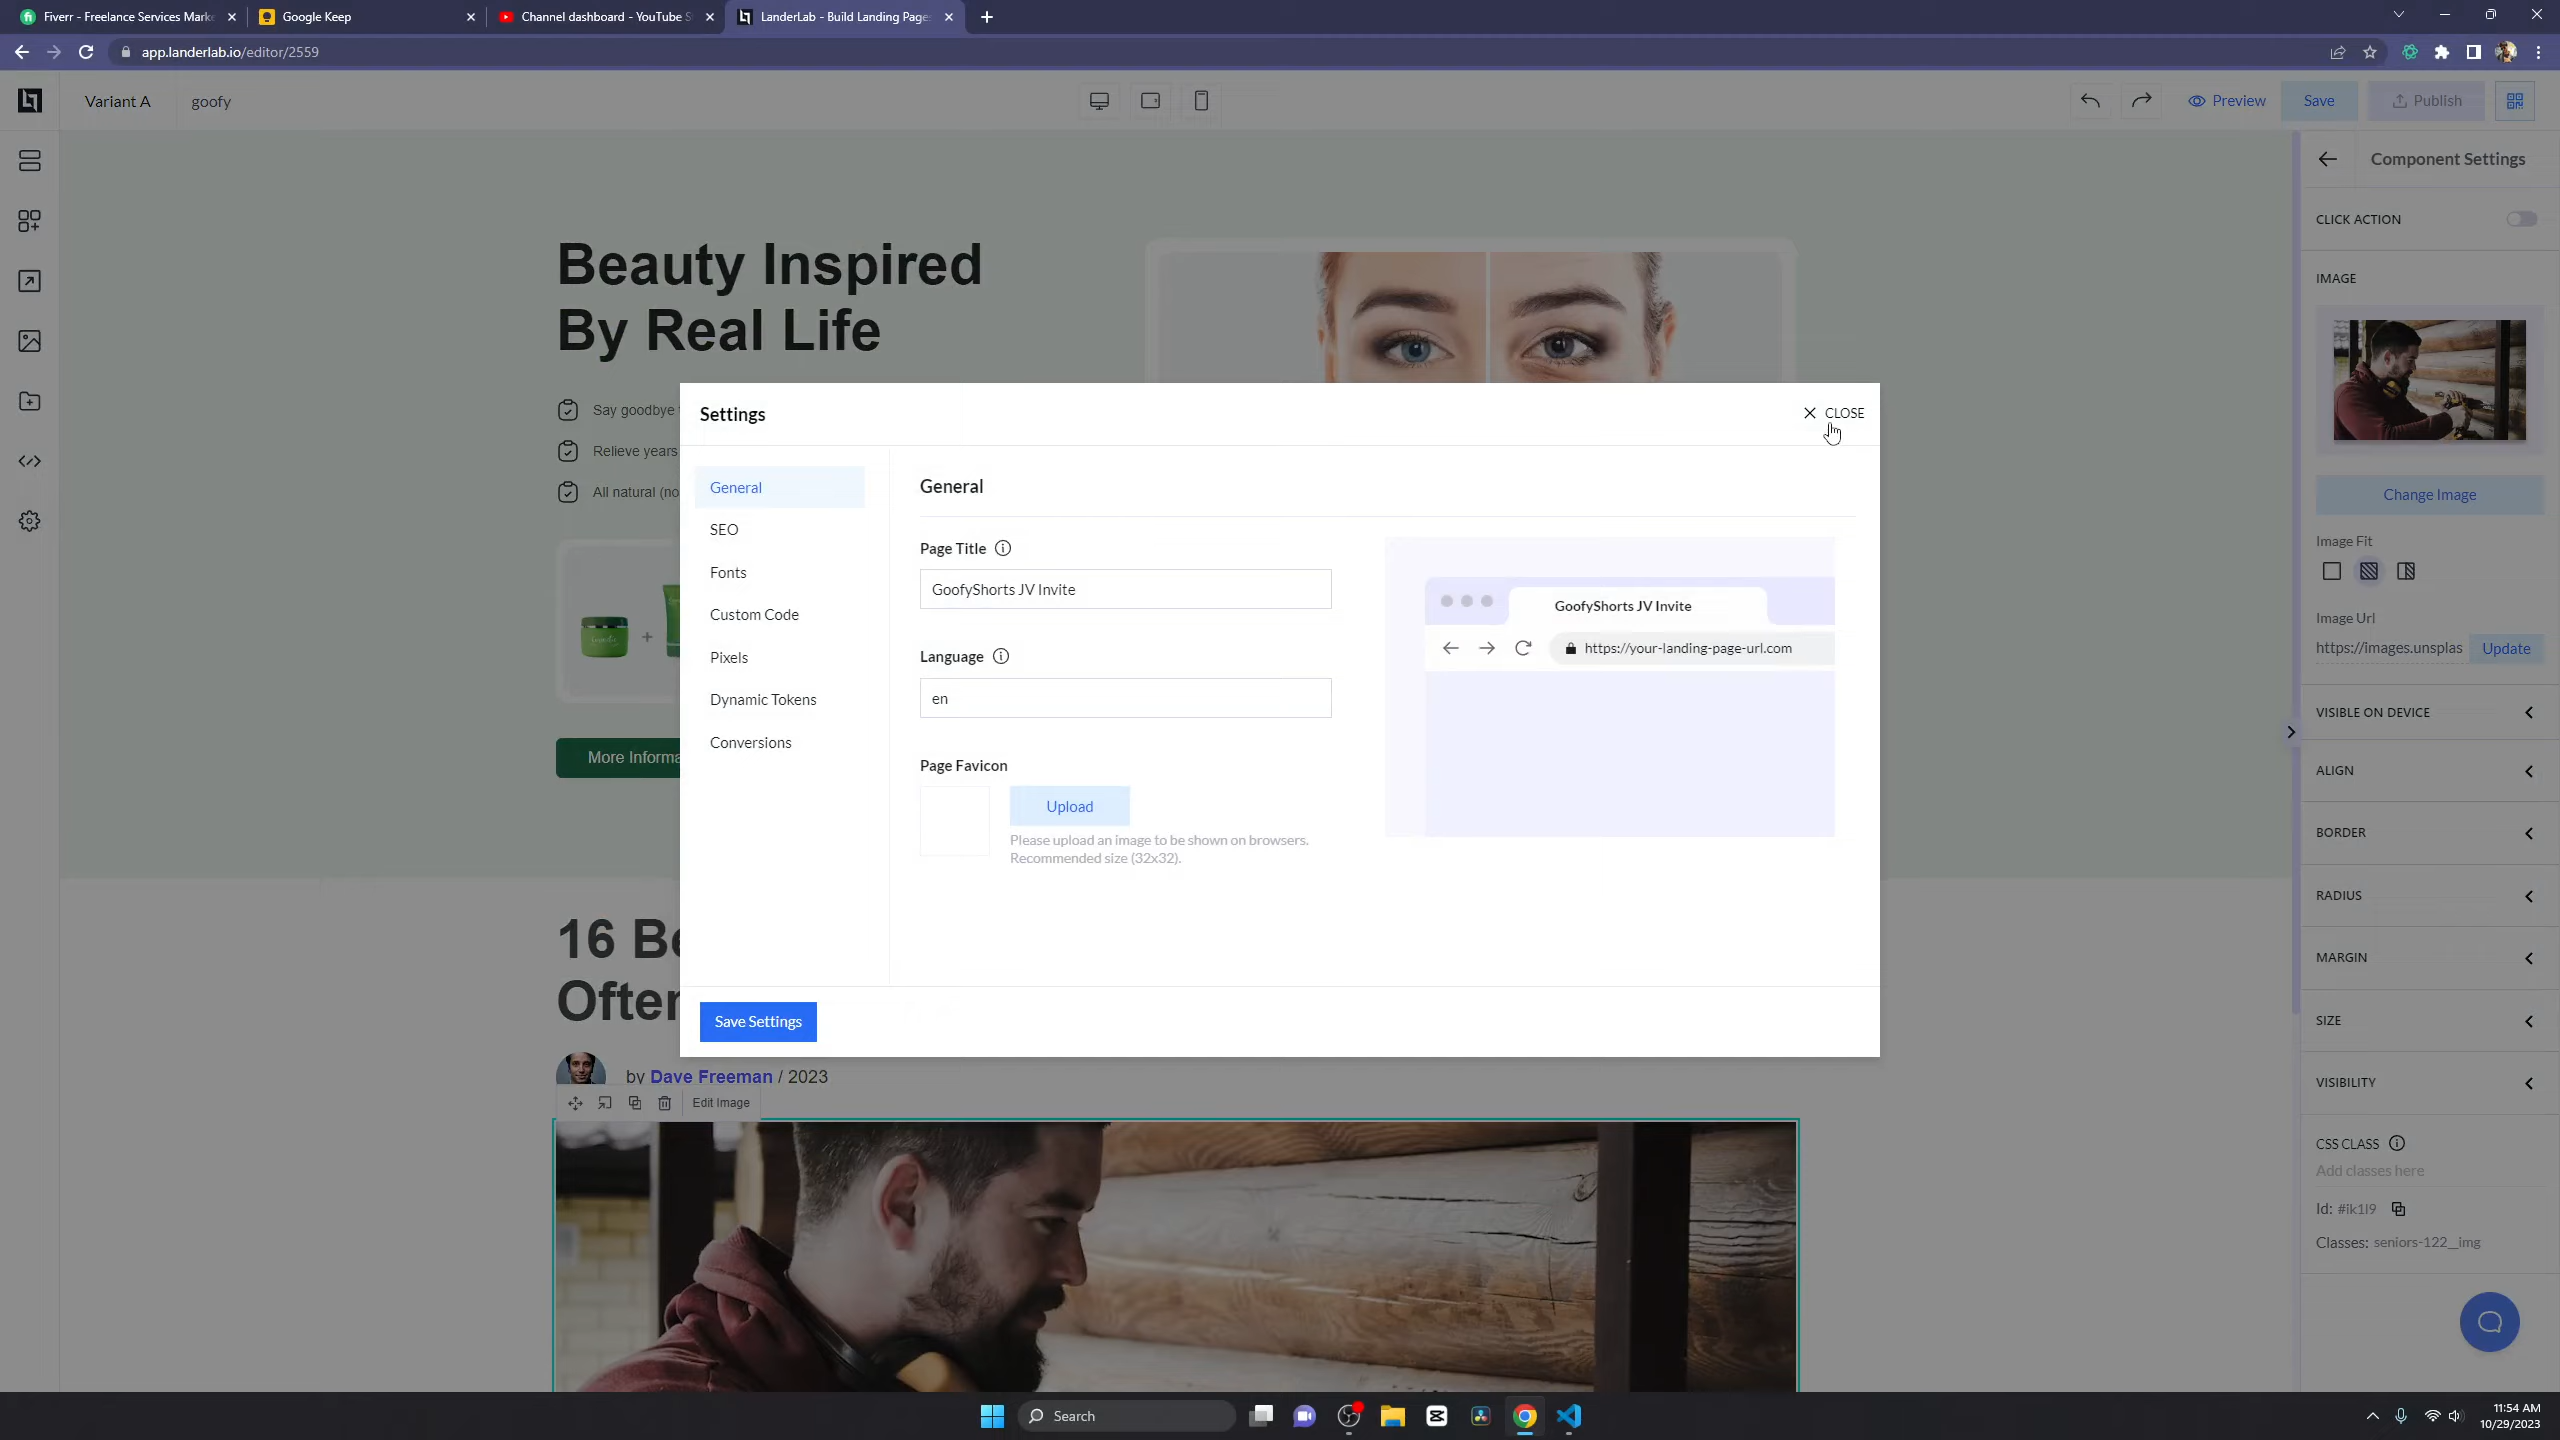 Fiverr - Freelance Services Marke
Google Keep
Channel dashboard - YouTube S
LanderLab - Build Landing Page
app.landerlab.io/editor/2559
Variant A
goofy
Preview
Save
Publish
Component Settings
CLICK ACTION
IMAGE
Change Image
Image Fit
Image Url
https://images.unsplas
Update
VISIBLE ON DEVICE
ALIGN
BORDER
RADIUS
MARGIN
SIZE
VISIBILITY
CSS CLASS
Add classes here
Id: #ik1l9
Classes: seniors-122__img
Beauty Inspired
By Real Life
Say goodbye
Relieve years
All natural (no
More Informa
16 Be
Often
by Dave Freeman / 2023
Edit Image
Settings
CLOSE
General
SEO
Fonts
Custom Code
Pixels
Dynamic Tokens
Conversions
General
Page Title
GoofyShorts JV Invite
Language
en
Page Favicon
Upload
Please upload an image to be shown on browsers.
Recommended size (32x32).
GoofyShorts JV Invite
https://your-landing-page-url.com
Save Settings
Search
11:54 AM
10/29/2023